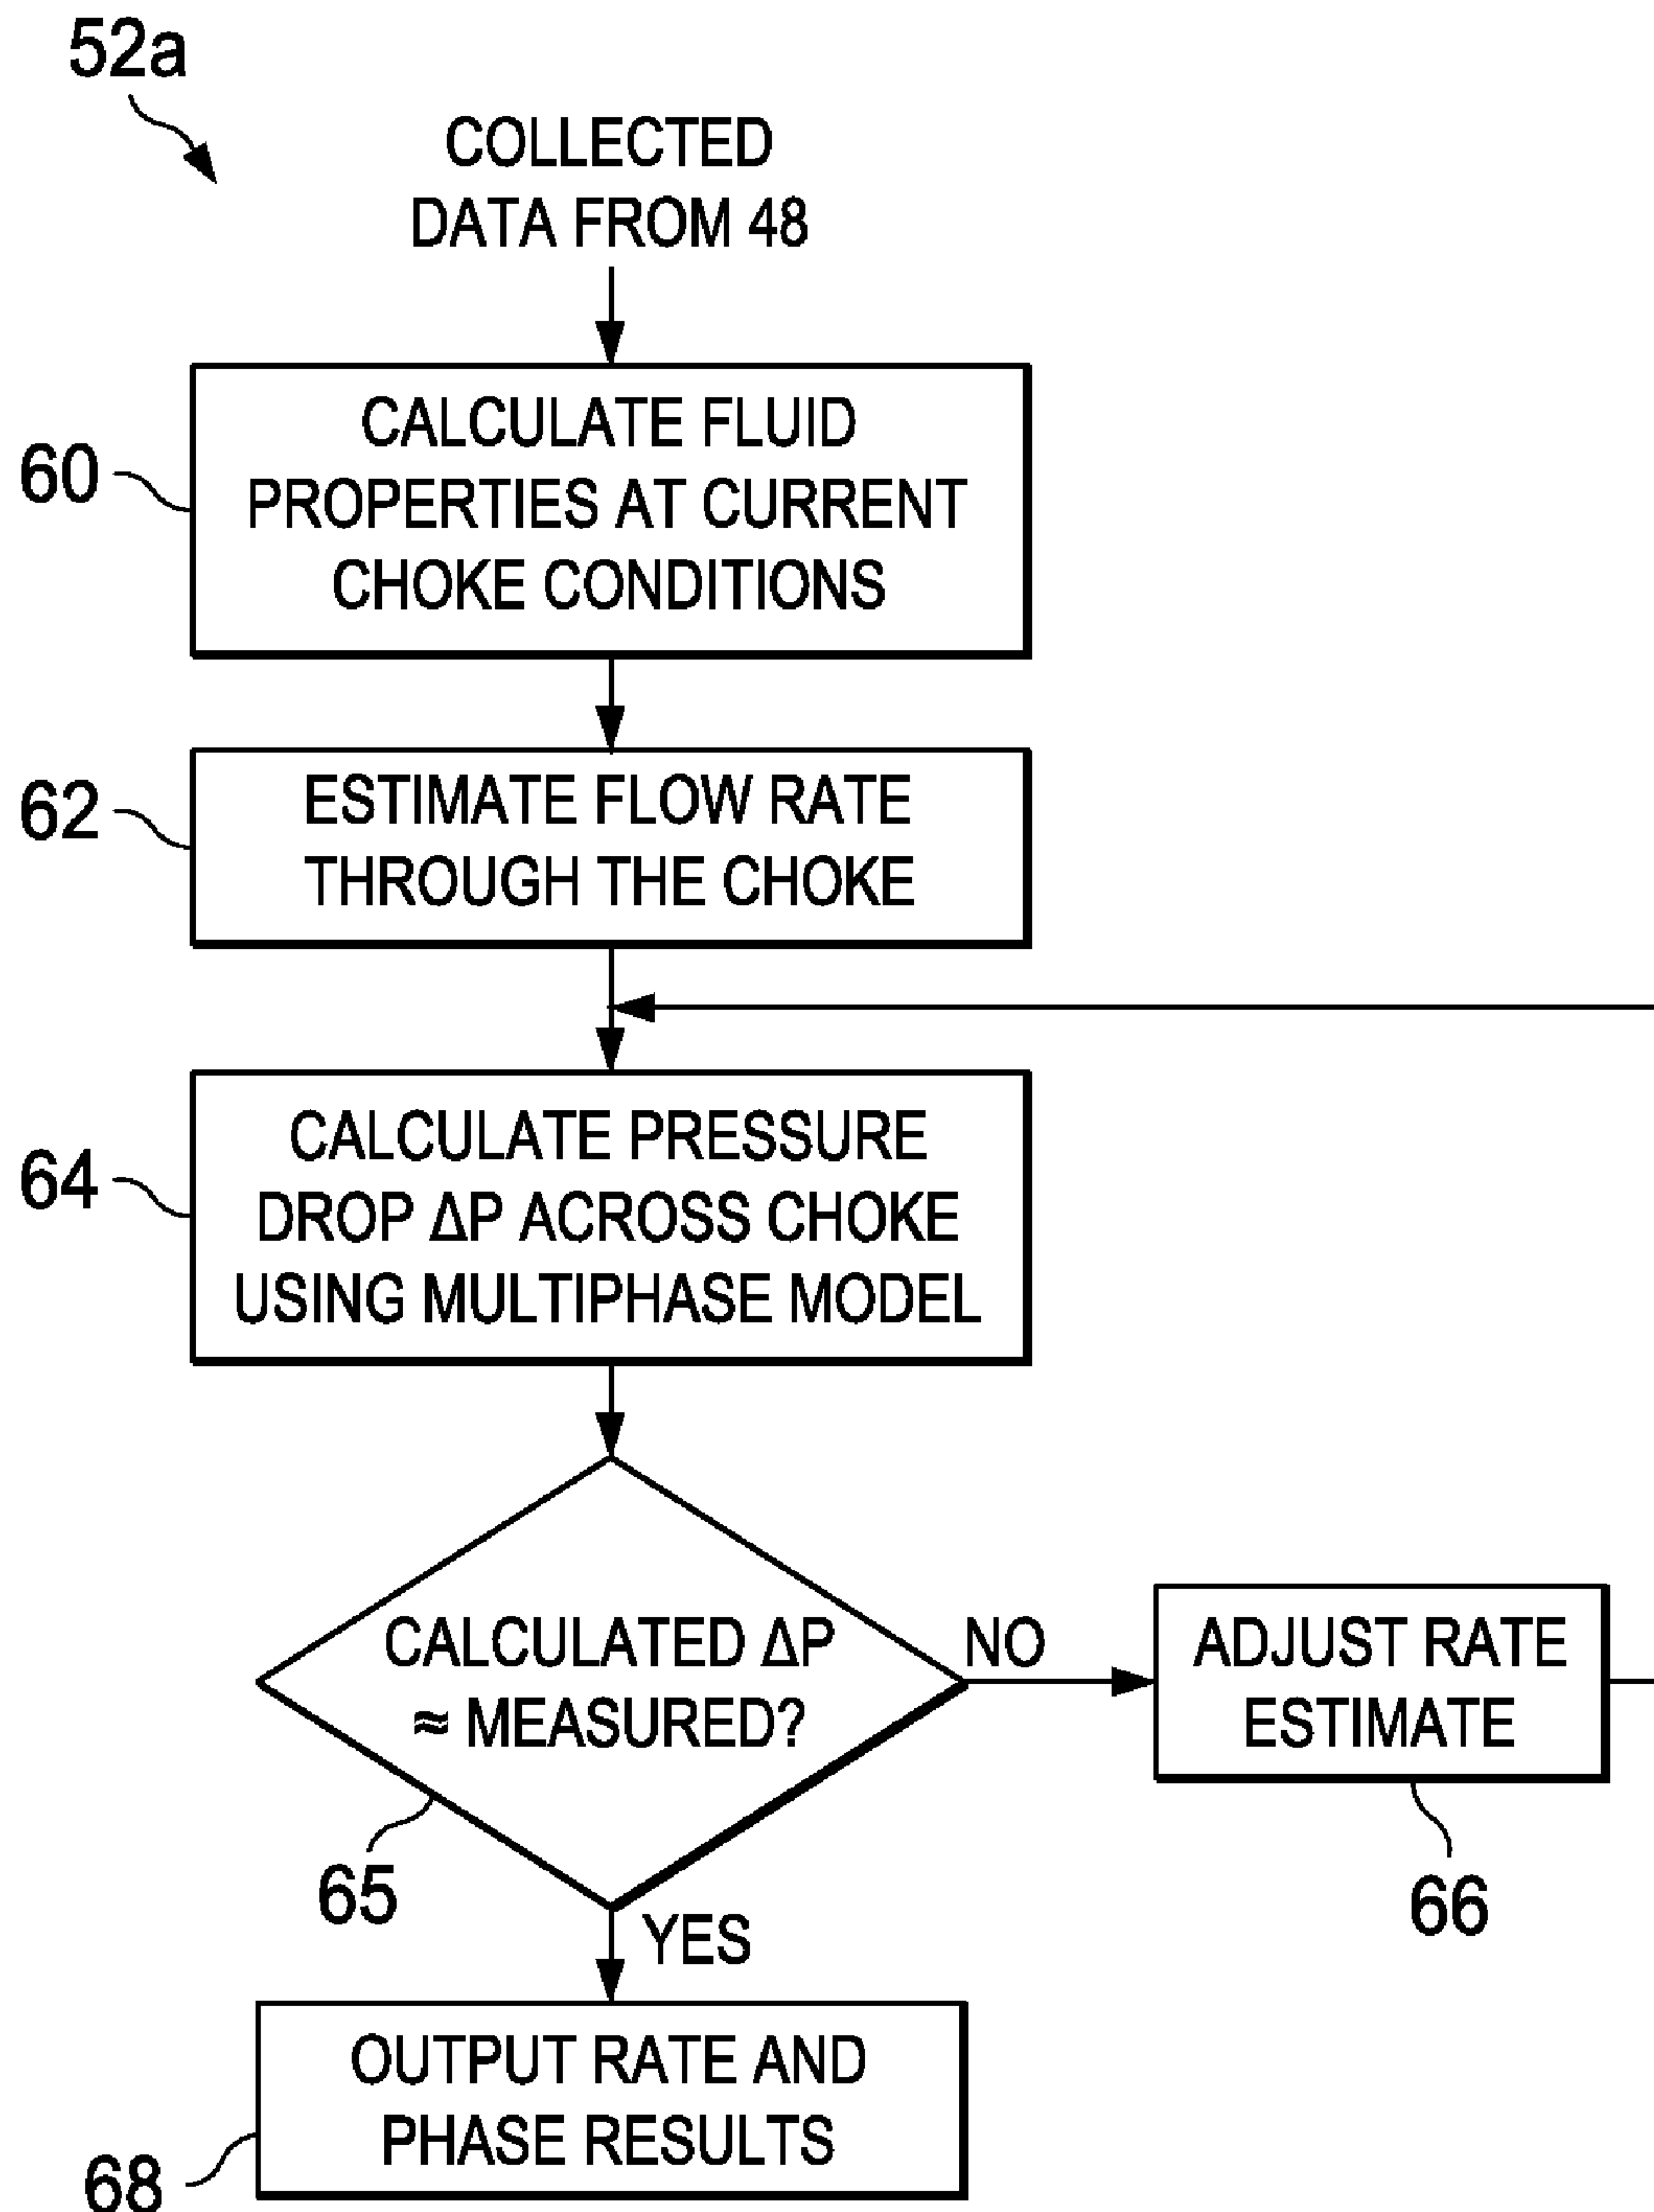 52a
COLLECTED
DATA FROM 48
60
CALCULATE FLUID
PROPERTIES AT CURRENT
CHOKE CONDITIONS
62
ESTIMATE FLOW RATE
THROUGH THE CHOKE
64
CALCULATE PRESSURE
DROP ΔP ACROSS CHOKE
USING MULTIPHASE MODEL
CALCULATED ΔP
≈ MEASURED?
NO
ADJUST RATE
ESTIMATE
65
66
YES
OUTPUT RATE AND
PHASE RESULTS
68